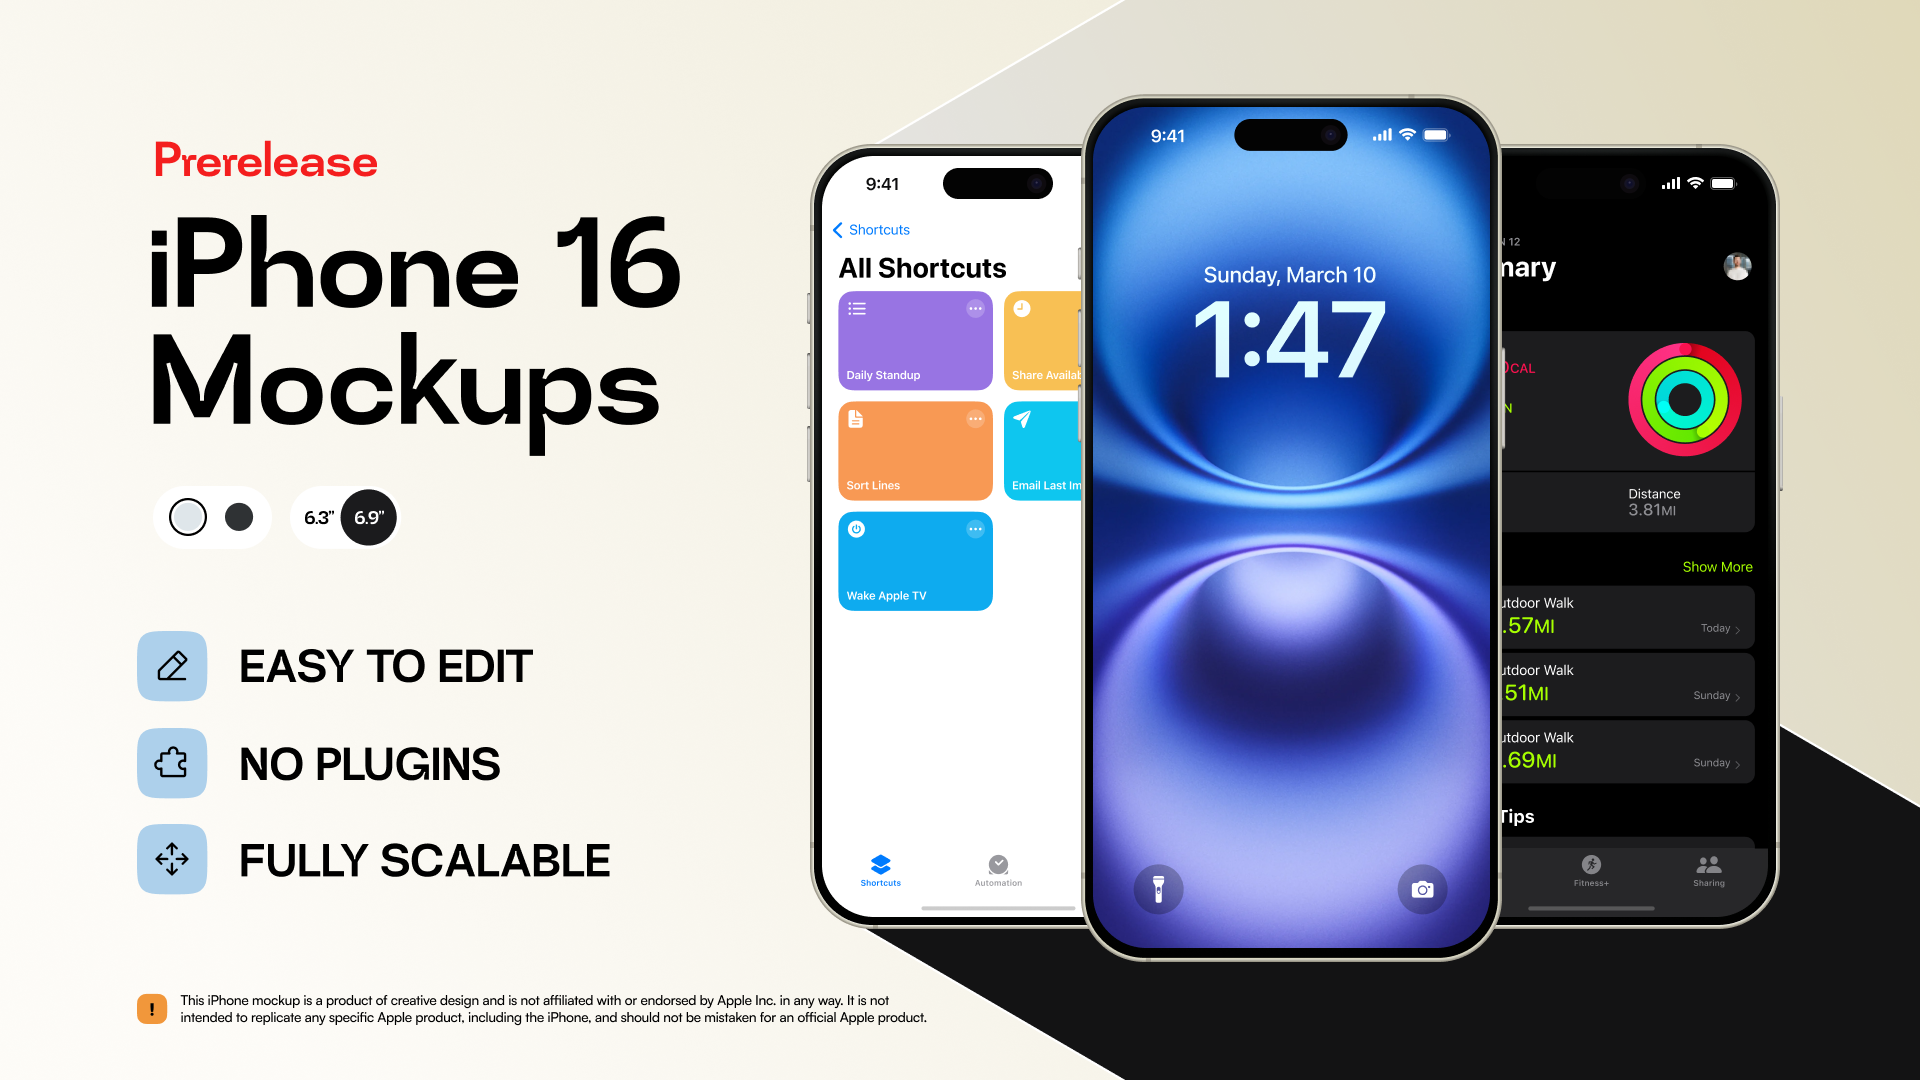 Prerelease
iPhone 16
Mockups
6.3”
6.9”
EASY TO EDIT
NO PLUGINS
FULLY SCALABLE
!
This iPhone mockup is a product of creative design and is not affiliated with or endorsed by Apple Inc. in any way. It is not
intended to replicate any specific Apple product, including the iPhone, and should not be mistaken for an official Apple product.
9:41
Shortcuts
All Shortcuts
Daily Standup
Share Availab
Sort Lines
Email Last Im
Wake Apple TV
Shortcuts
Automation
9:41
Sunday, March 10
1:47
N 12
mary
CAL
N
Distance
3.81MI
Show More
utdoor Walk
.57MI
Today
utdoor Walk
51MI
Sunday
utdoor Walk
.69MI
Sunday
Tips
Fitness+
Sharing